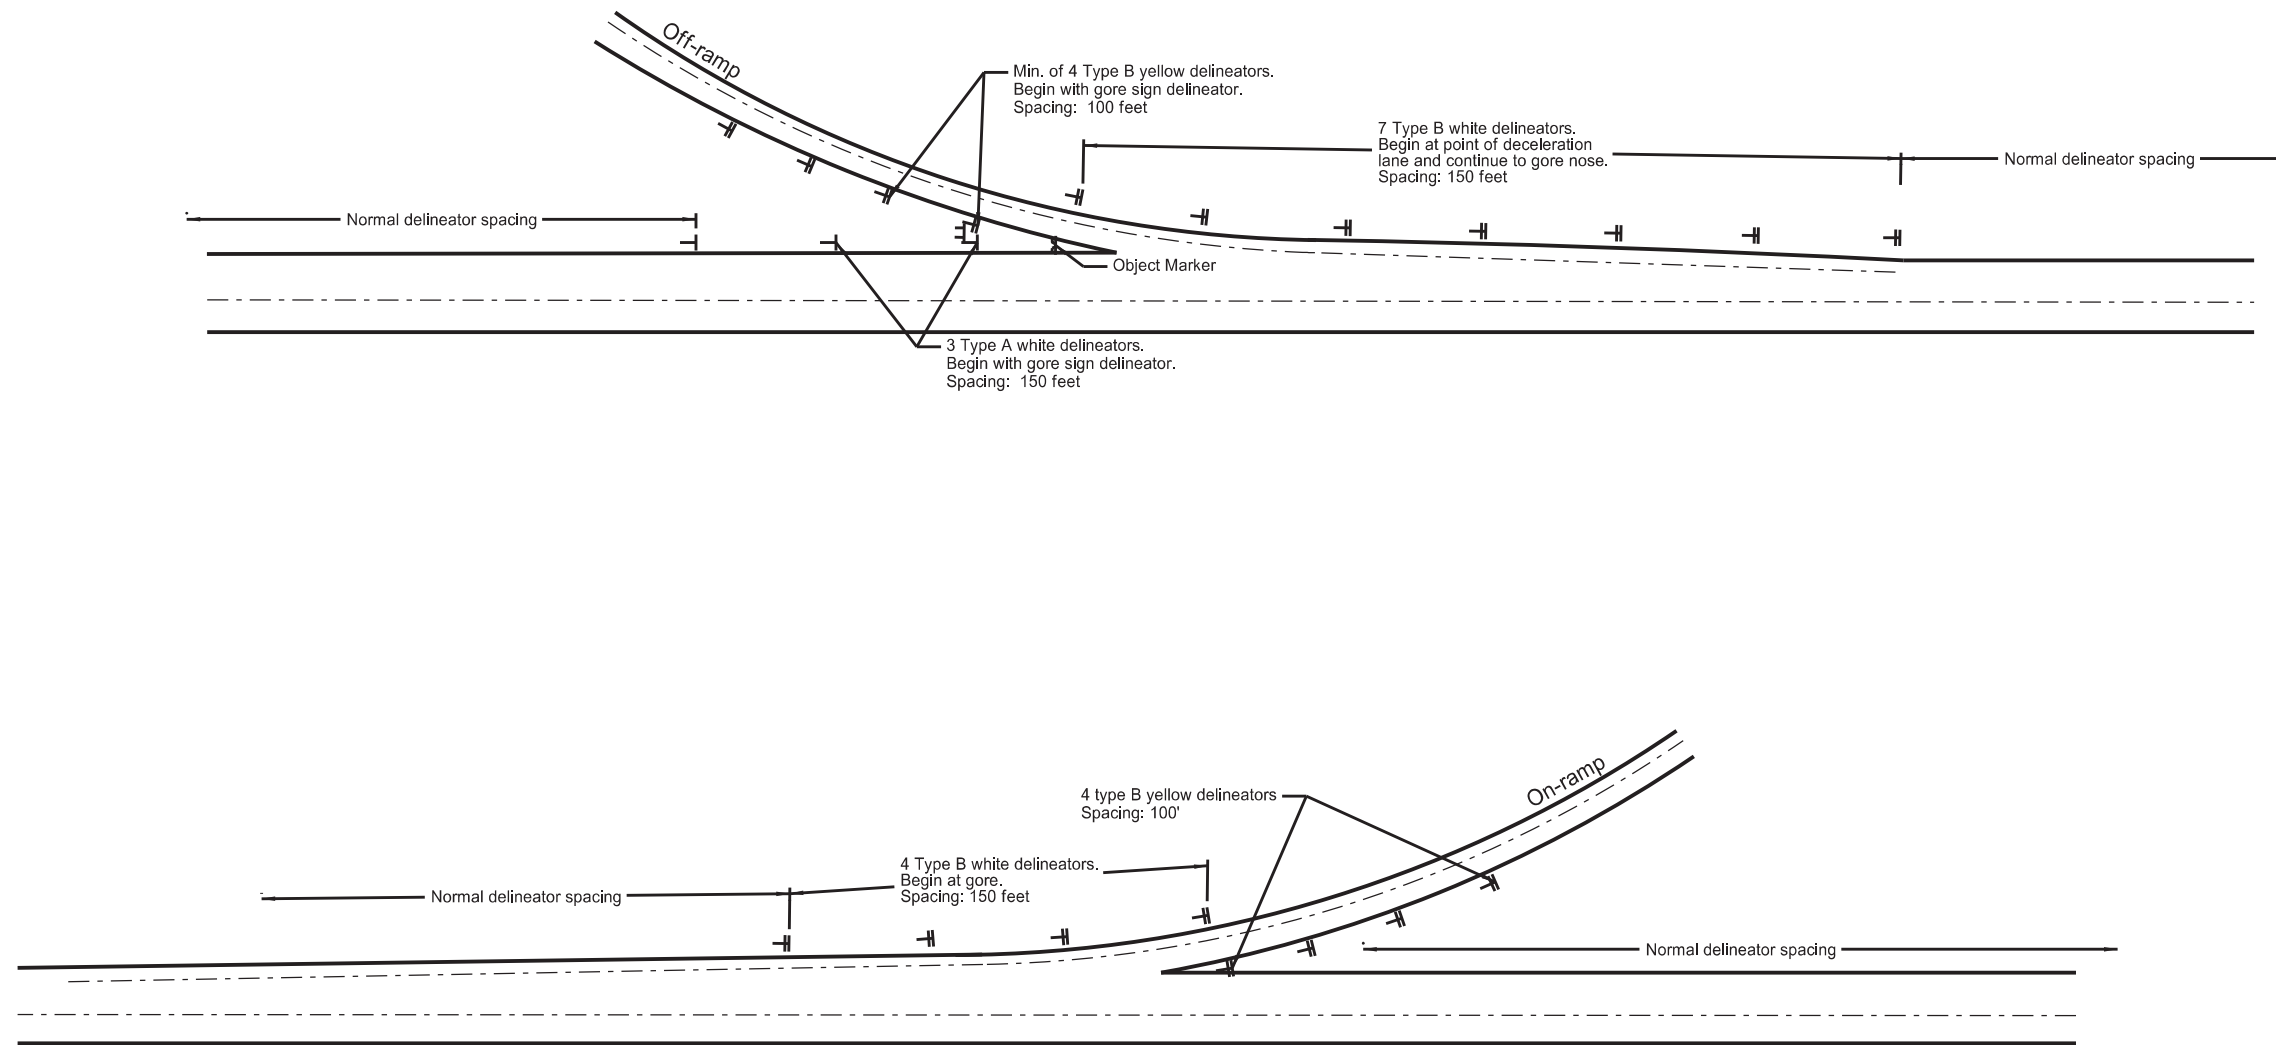 Off-ramp
Min. of 4 Type B yellow delineators.
Begin with gore sign delineator.
Spacing: 100 feet
7 Type B white delineators.
Begin at point of deceleration
lane and continue to gore nose.
Spacing: 150 feet
Normal delineator spacing
Normal delineator spacing
Object Marker
3 Type A white delineators.
Begin with gore sign delineator.
Spacing: 150 feet
On-ramp
4 type B yellow delineators
Spacing: 100'
4 Type B white delineators.
Begin at gore.
Spacing: 150 feet
Normal delineator spacing
Normal delineator spacing